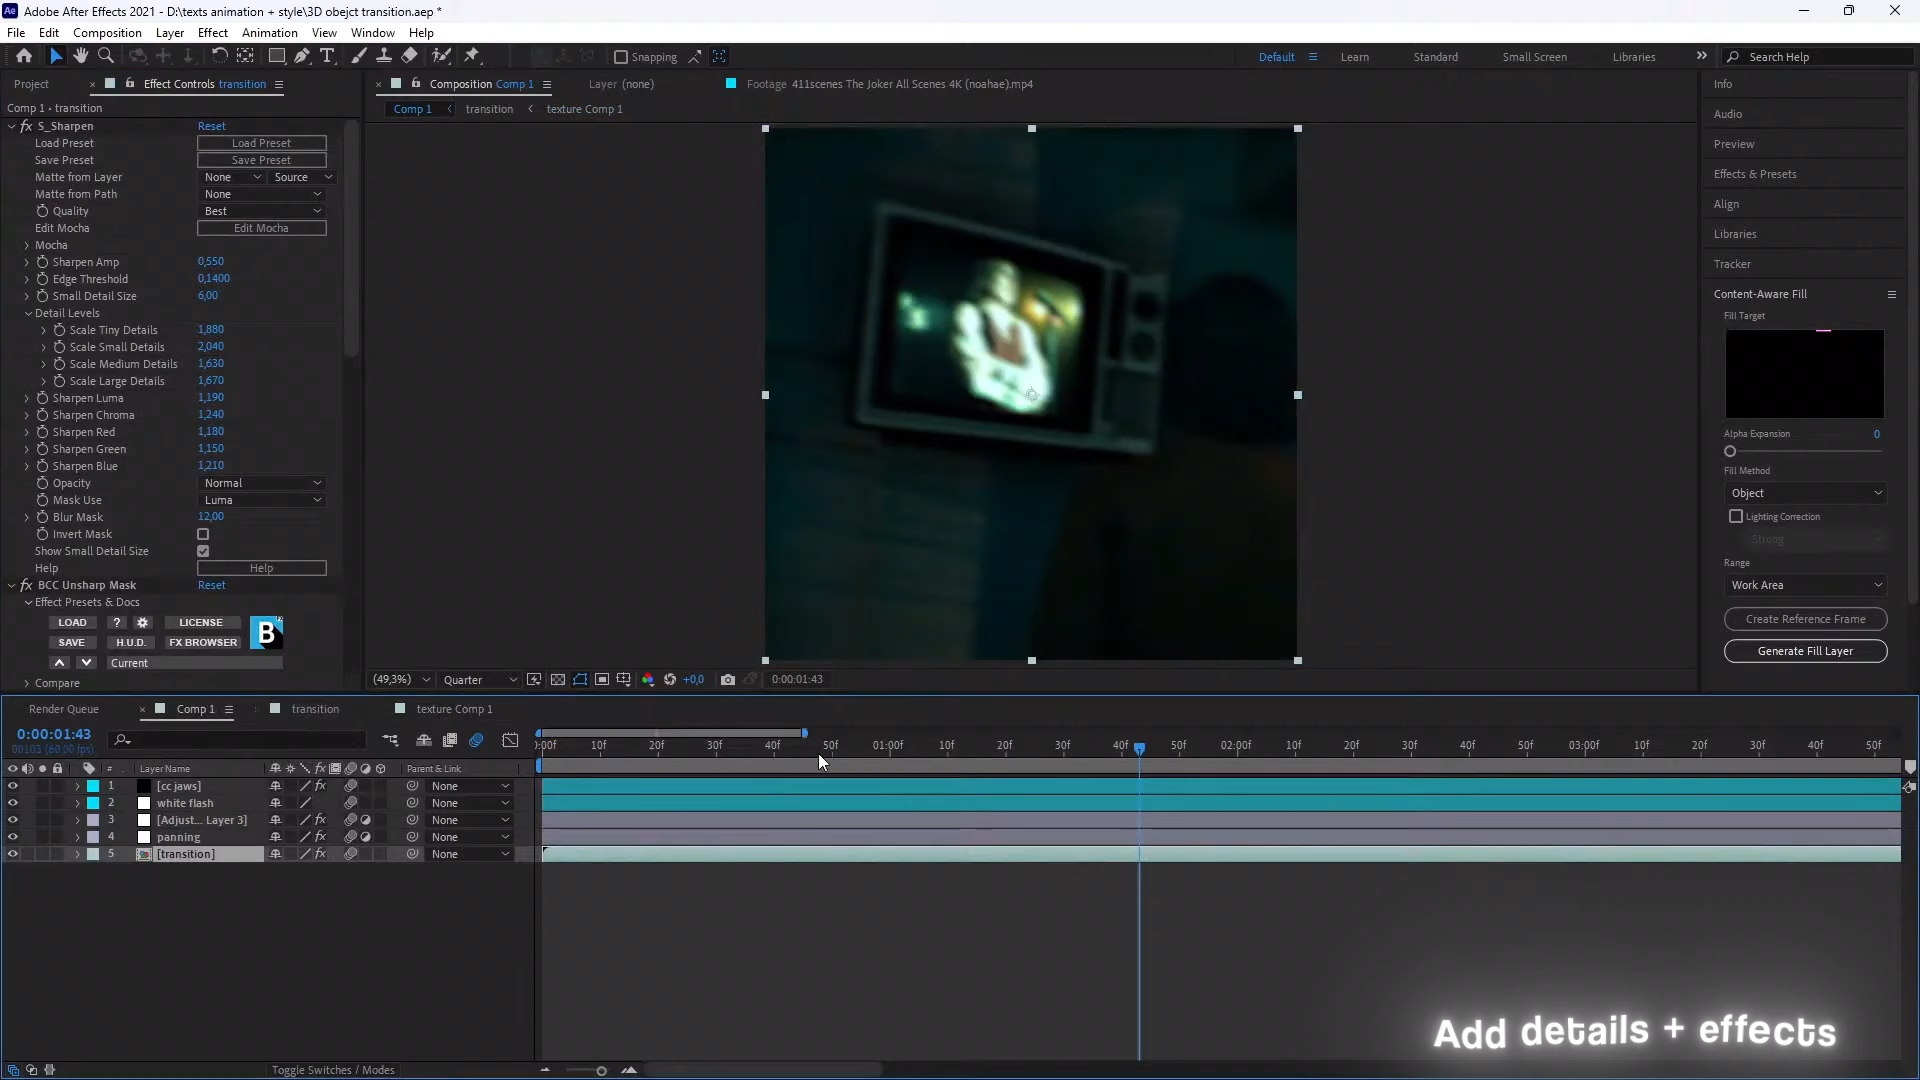 Adobe After Effects 2021 - D:\texts animation + style\3D obejct transition.aep *
File Edit Composition Layer Effect Animation View Window Help
Snapping Default Learn Standard Small Screen Libraries Search Help
Project Effect Controls transition
Composition Comp 1 Layer (none) Footage 411scenes The Joker All Scenes 4K (noahae).mp4
Comp 1 • transition
Comp 1 transition texture Comp 1
S_Sharpen Reset
Load Preset Load Preset
Save Preset Save Preset
Matte from Layer None Source
Matte from Path None
Quality Best
Edit Mocha Edit Mocha
Mocha
Sharpen Amp 0,550
Edge Threshold 0,1400
Small Detail Size 6,00
Detail Levels
Scale Tiny Details 1,880
Scale Small Details 2,040
Scale Medium Details 1,630
Scale Large Details 1,670
Sharpen Luma 1,190
Sharpen Chroma 1,240
Sharpen Red 1,180
Sharpen Green 1,150
Sharpen Blue 1,210
Opacity Normal
Mask Use Luma
Blur Mask 12,00
Invert Mask
Show Small Detail Size
Help Help
BCC Unsharp Mask Reset
Effect Presets & Docs
LOAD ? LICENSE
SAVE H.U.D. FX BROWSER B
Current
Compare
(49,3%) Quarter +0,0 0:00:01:43
Info
Audio
Preview
Effects & Presets
Align
Libraries
Tracker
Content-Aware Fill
Fill Target
Alpha Expansion 0
Fill Method
Object
Lighting Correction
Strong
Range
Work Area
Create Reference Frame
Generate Fill Layer
Render Queue Comp 1 transition texture Comp 1
0:00:01:43
00103 (60.00 fps)
):00f 10f 20f 30f 40f 50f 01:00f 10f 20f 30f 40f 50f 02:00f 10f 20f 30f 40f 50f 03:00f 10f 20f 30f 40f 50f
# Layer Name Parent & Link
1 [cc jaws] None
2 white flash None
3 [Adjust... Layer 3] None
4 panning None
5 [transition] None
Add details + effects
Toggle Switches / Modes